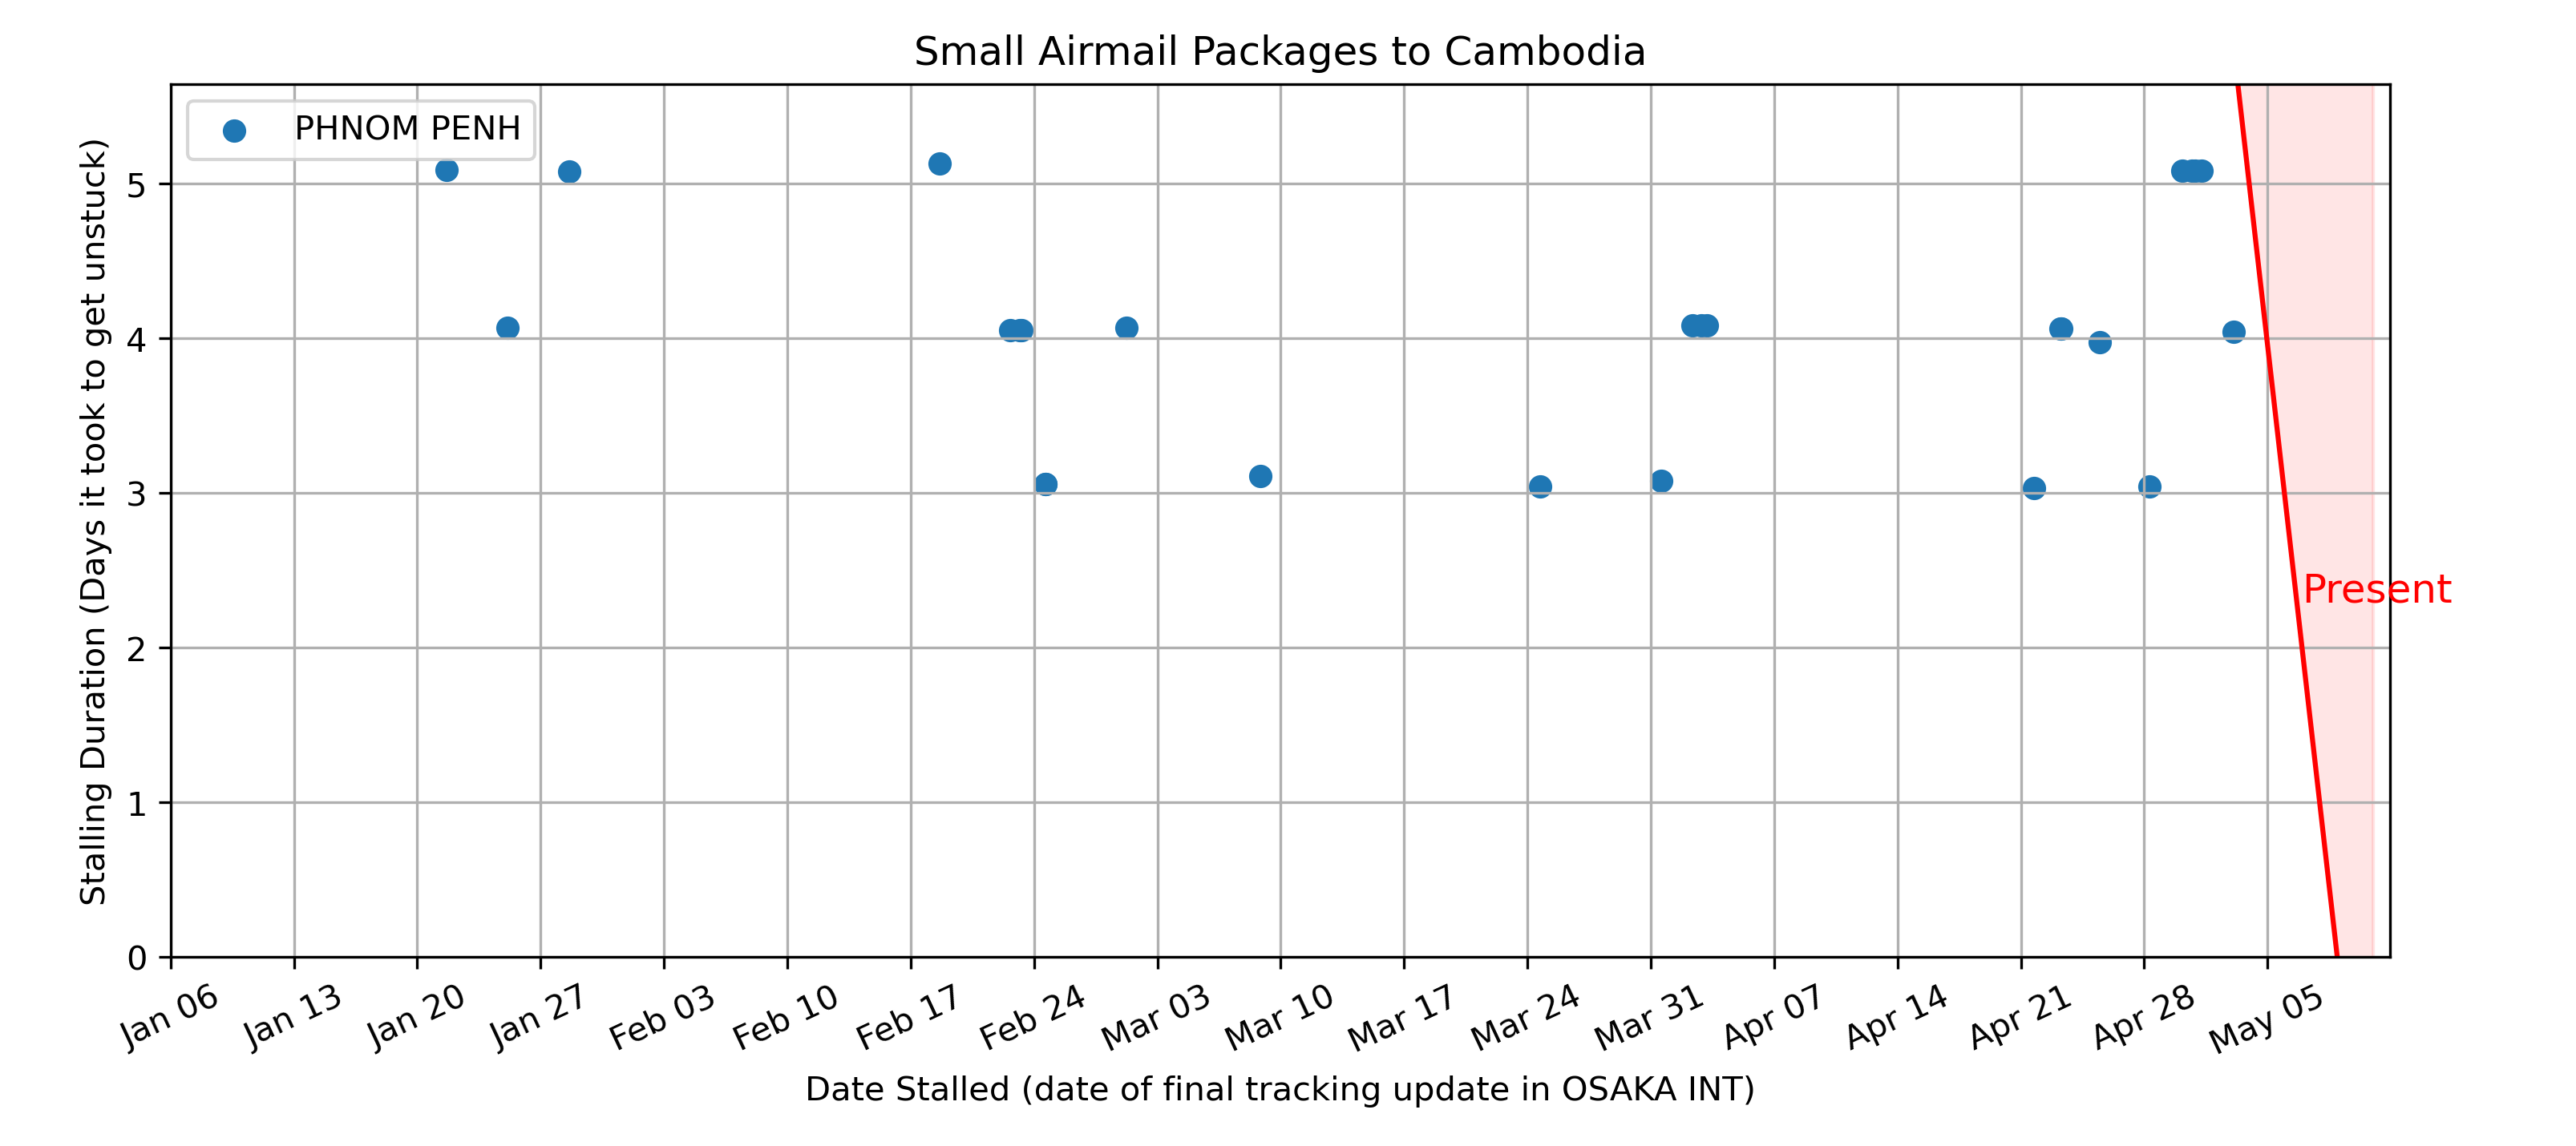 Small Airmail Packages to Cambodia
PHNOM PENH
Stalling Duration (Days it took to get unstuck)
5
4
3
2
1
0
Present
Jan 06
Jan 13
Jan 20
Jan 27
Feb 03
Feb 10
Feb 17
Feb 24
Mar 03
Mar 10
Mar 17
Mar 24
Mar 31
Apr 07
Apr 14
Apr 21
Apr 28
May 05
Date Stalled (date of final tracking update in OSAKA INT)